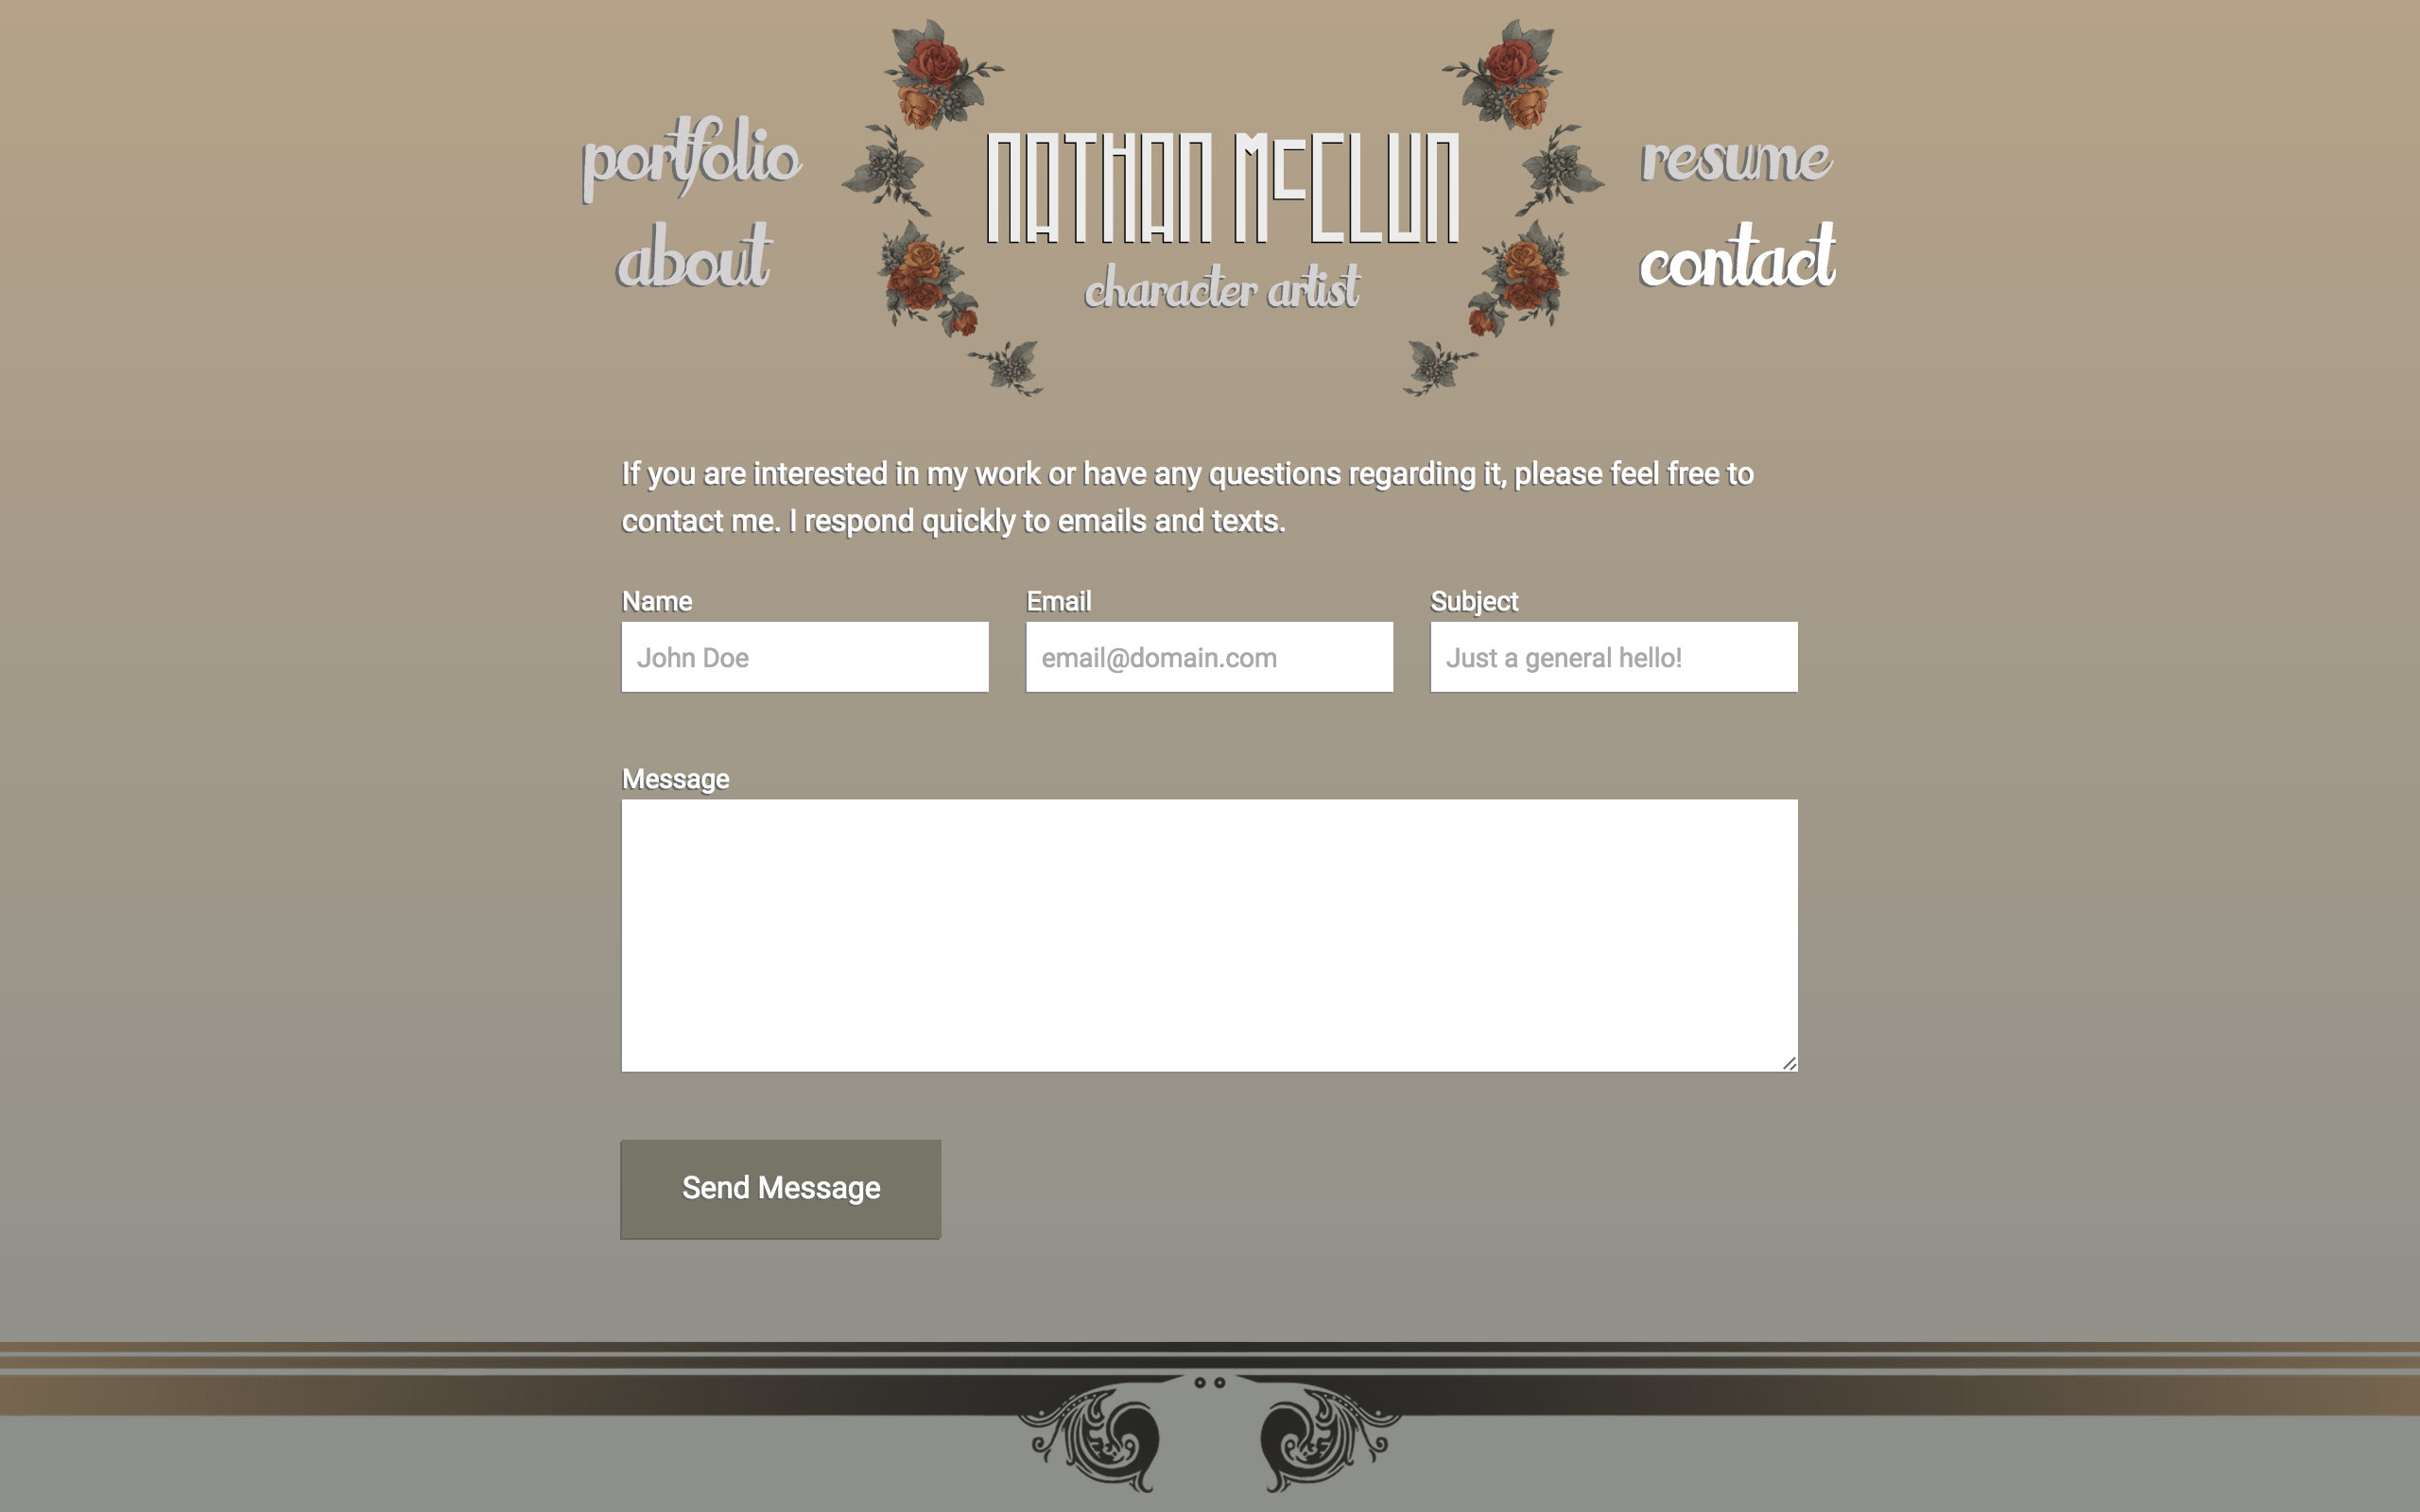 portfolio
about
NATHAN McCLUN
character artist
resume
contact
If you are interested in my work or have any questions regarding it, please feel free to
contact me. I respond quickly to emails and texts.
Name
Email
Subject
John Doe
email@domain.com
Just a general hello!
Message
Send Message